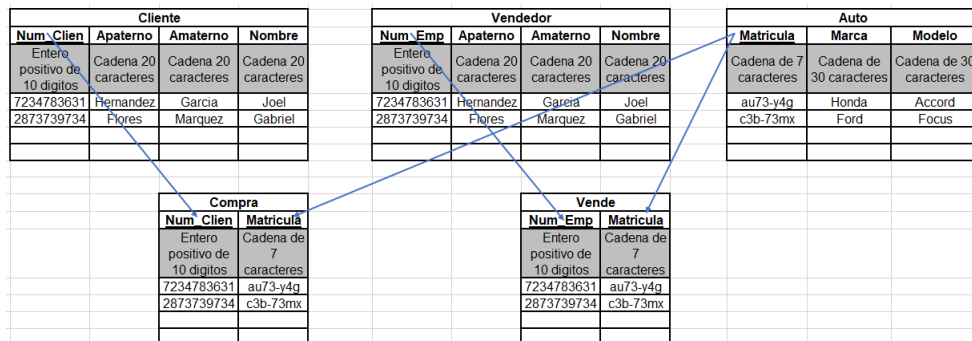 Cliente
Num_Clien Apaterno Amaterno Nombre
Entero positivo de 10 digitos Cadena 20 caracteres Cadena 20 caracteres Cadena 20 caracteres
7234783631 Hernandez Garcia Joel
2873739734 Flores Marquez Gabriel
Vendedor
Num_Emp Apaterno Amaterno Nombre
Entero positivo de 10 digitos Cadena 20 caracteres Cadena 20 caracteres Cadena 20 caracteres
7234783631 Hernandez Garcia Joel
2873739734 Flores Marquez Gabriel
Auto
Matricula Marca Modelo
Cadena de 7 caracteres Cadena de 30 caracteres Cadena de 30 caracteres
au73-y4g Honda Accord
c3b-73mx Ford Focus
Compra
Num_Clien Matricula
Entero positivo de 10 digitos Cadena de 7 caracteres
7234783631 au73-y4g
2873739734 c3b-73mx
Vende
Num_Emp Matricula
Entero positivo de 10 digitos Cadena de 7 caracteres
7234783631 au73-y4g
2873739734 c3b-73mx